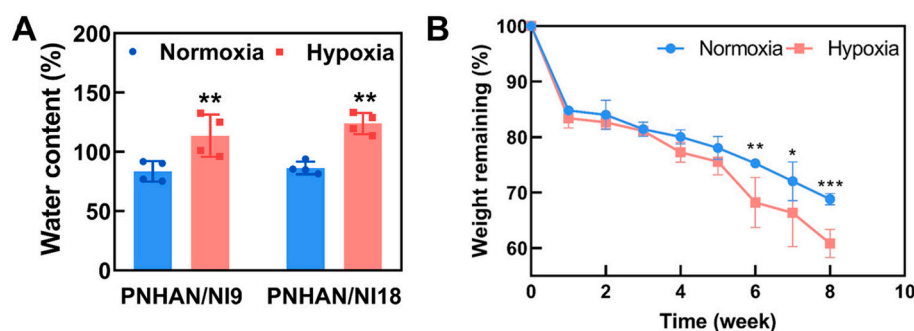 A
Water content (%)
200
150
100
50
0
Normoxia
Hypoxia
**
**
PNHAN/NI9
PNHAN/NI18
B
Weight remaining (%)
100
90
80
70
60
Normoxia
Hypoxia
**
*
***
0
2
4
6
8
10
Time (week)